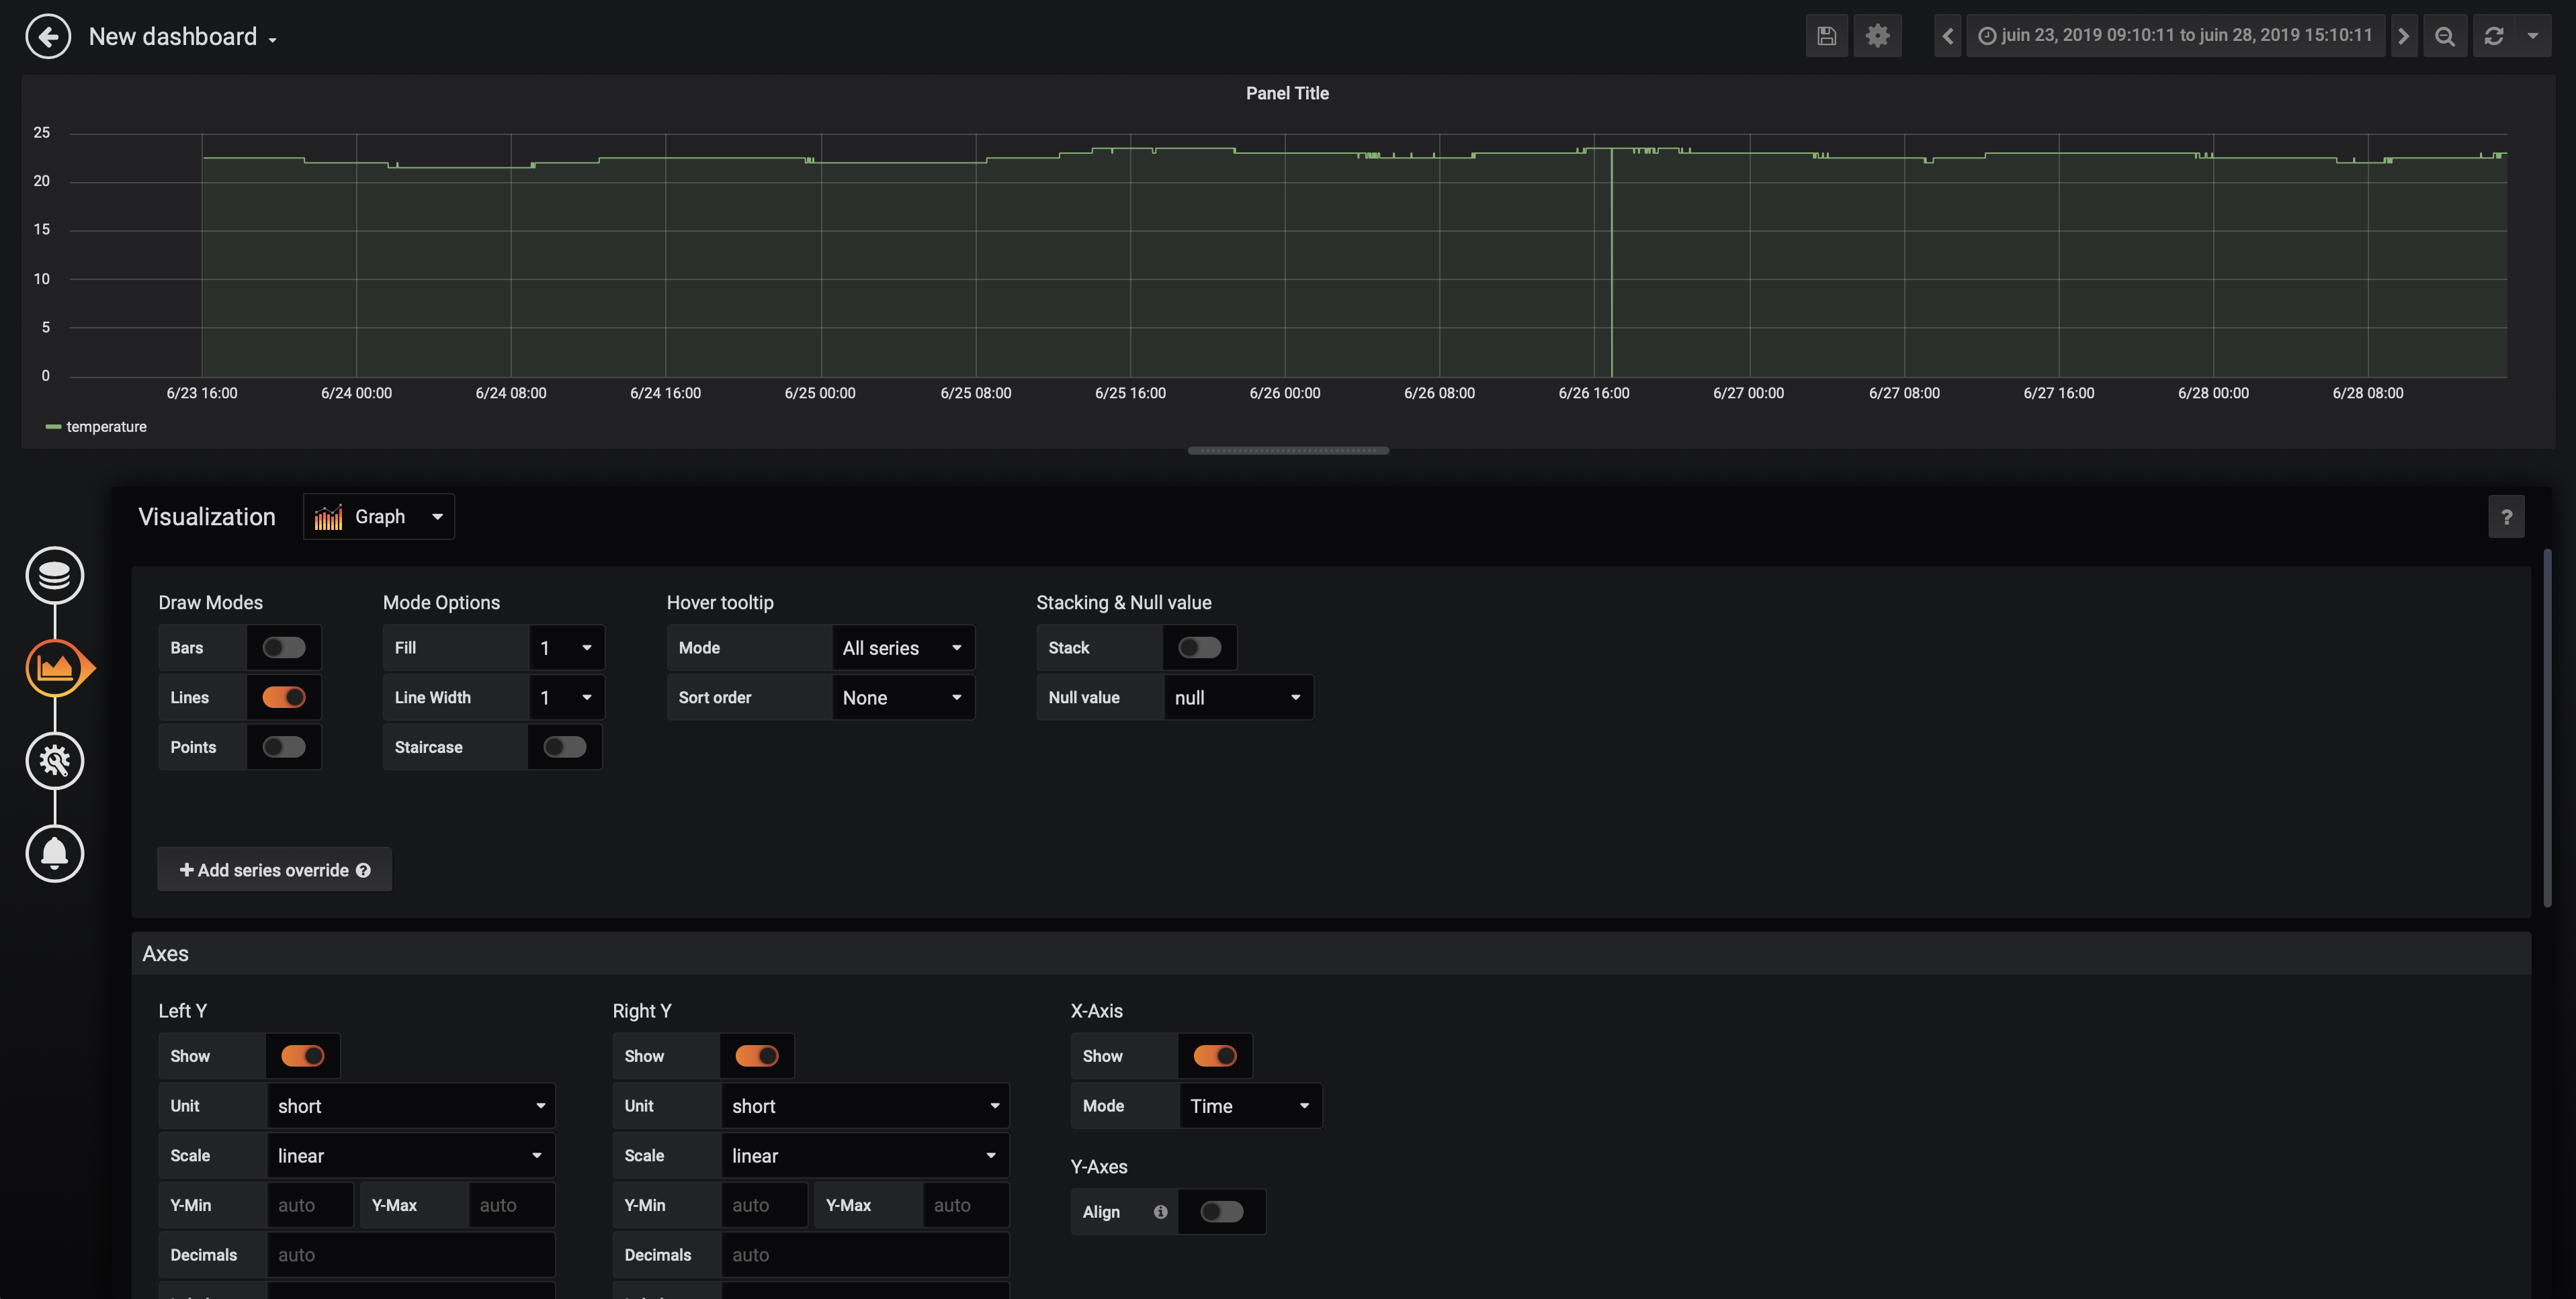 New dashboard
juin 23, 2019 09:10:11 to juin 28, 2019 15:10:11
Panel Title
25
20
15
10
5
0
6/23 16:00 6/24 00:00 6/24 08:00 6/24 16:00 6/25 00:00 6/25 08:00 6/25 16:00 6/26 00:00 6/26 08:00 6/26 16:00 6/27 00:00 6/27 08:00 6/27 16:00 6/28 00:00 6/28 08:00
temperature
Visualization Graph ?
Draw Modes Mode Options Hover tooltip Stacking & Null value
Bars Fill 1 Mode All series Stack
Lines Line Width 1 Sort order None Null value null
Points Staircase
+ Add series override ?
Axes
Left Y Right Y X-Axis
Show Show Show
Unit short Unit short Mode Time
Scale linear Scale linear
Y-Axes
Y-Min auto Y-Max auto Y-Min auto Y-Max auto
Align i
Decimals auto Decimals auto